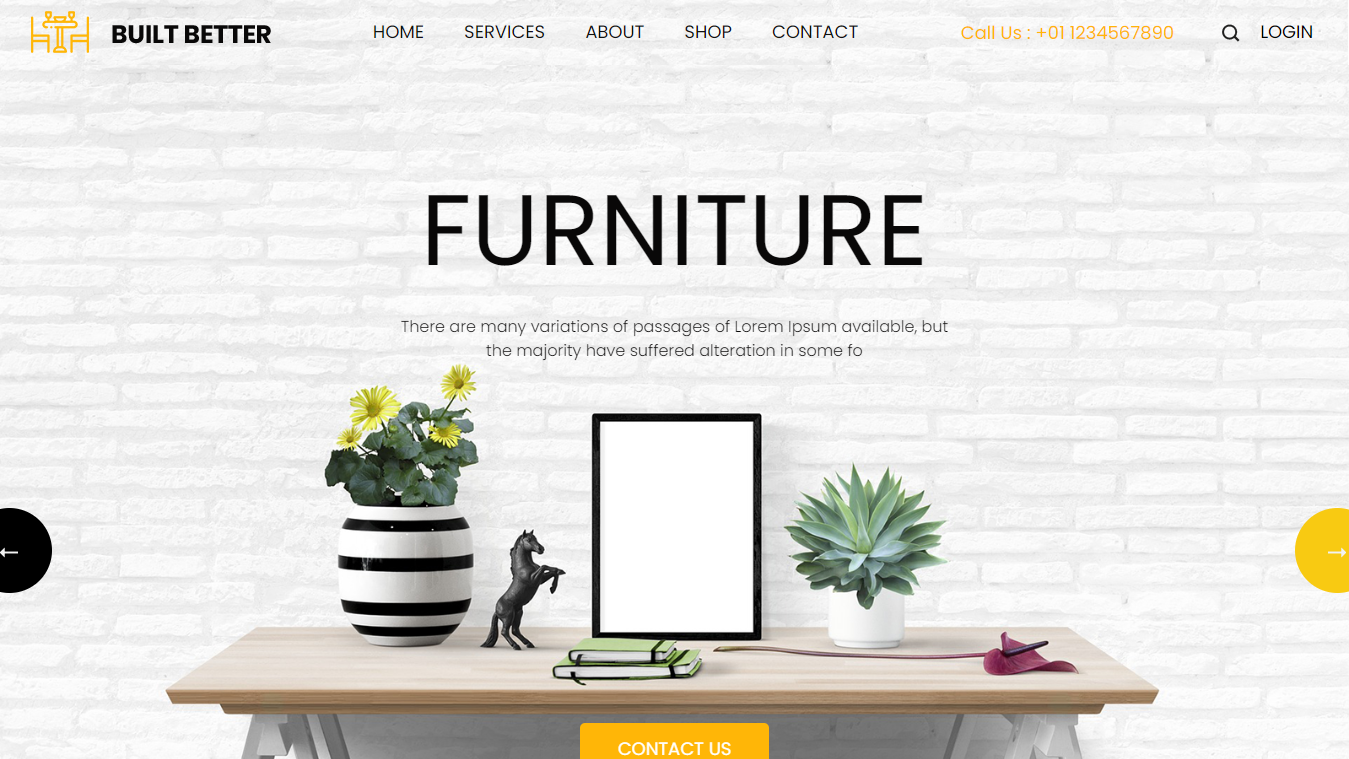 BUILT BETTER
HOME SERVICES ABOUT SHOP CONTACT
Call Us : +01 1234567890
LOGIN
FURNITURE
There are many variations of passages of Lorem Ipsum available, but
the majority have suffered alteration in some fo
CONTACT US